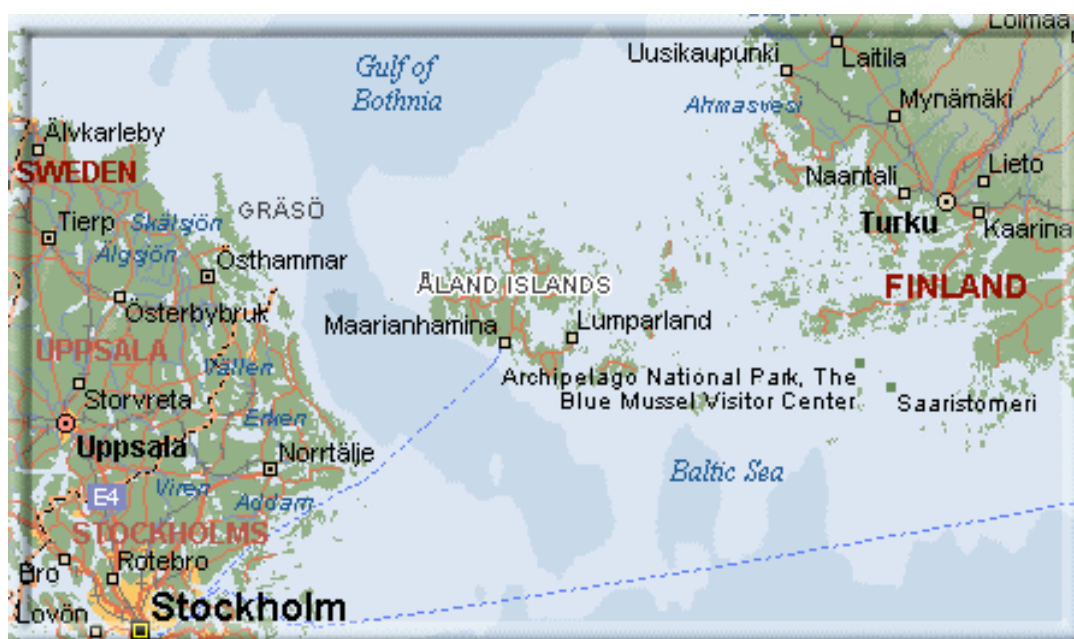 Loimaa
Uusikaupunki
Laitila
Gulf of
Bothnia
Ahmasvesi
Mynämäki
Älvkarleby
SWEDEN
Lieto
Naantali
Turku
Kaarina
Tierp
Skälsjön
GRÄSÖ
Älgsjön
Östhammar
ÅLAND ISLANDS
FINLAND
Österbybruk
Maarianhamina
Lumparland
UPPSALA
Vällen
Storvreta
Archipelago National Park, The
Blue Mussel Visitor Center
Saaristomeri
Erken
Uppsala
Norrtälje
Baltic Sea
Viren
Addam
E4
STOCKHOLMS
Bro
Rotebro
Lovön
Stockholm